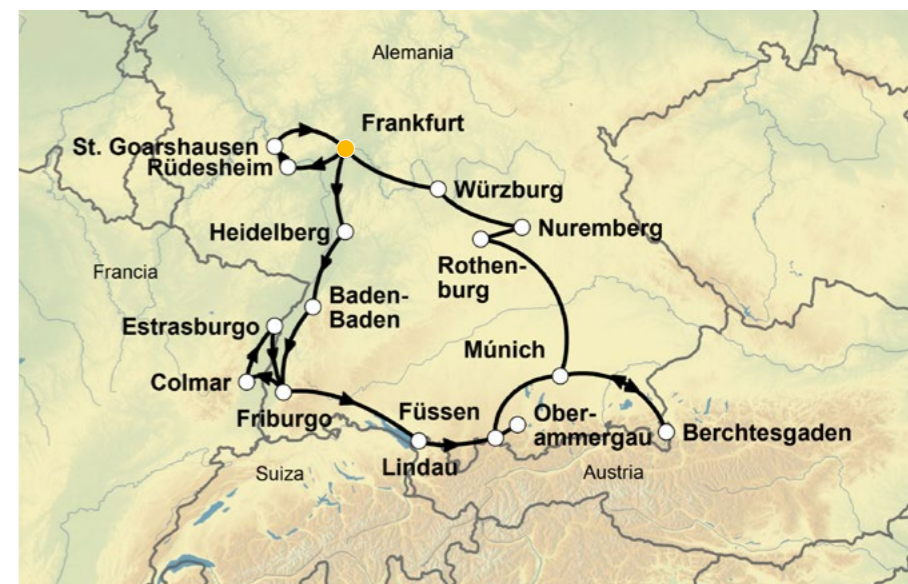 Alemania
Frankfurt
St. Goarshausen
Rüdesheim
Würzburg
Nuremberg
Heidelberg
Rothen-
burg
Francia
Baden-
Baden
Estrasburgo
Múnich
Colmar
Friburgo
Füssen
Ober-
ammergau
Berchtesgaden
Lindau
Suiza
Austria